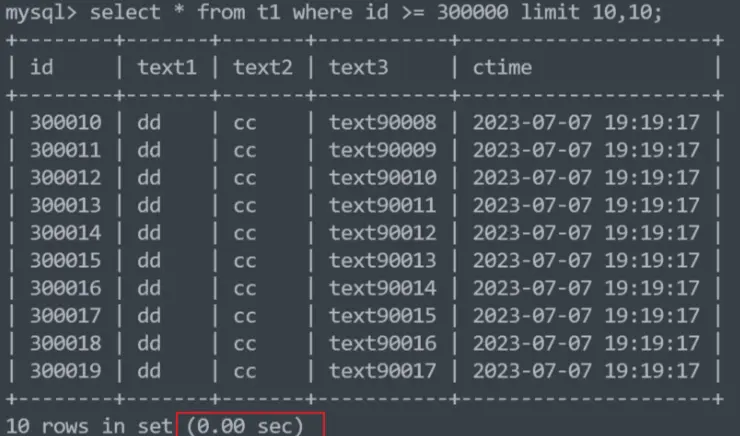 mysql> select * from t1 where id >= 300000 limit 10,10;
+--------+-------+-------+-----------+---------------------+
| id     | text1 | text2 | text3     | ctime               |
+--------+-------+-------+-----------+---------------------+
| 300010 | dd    | cc    | text90008 | 2023-07-07 19:19:17 |
| 300011 | dd    | cc    | text90009 | 2023-07-07 19:19:17 |
| 300012 | dd    | cc    | text90010 | 2023-07-07 19:19:17 |
| 300013 | dd    | cc    | text90011 | 2023-07-07 19:19:17 |
| 300014 | dd    | cc    | text90012 | 2023-07-07 19:19:17 |
| 300015 | dd    | cc    | text90013 | 2023-07-07 19:19:17 |
| 300016 | dd    | cc    | text90014 | 2023-07-07 19:19:17 |
| 300017 | dd    | cc    | text90015 | 2023-07-07 19:19:17 |
| 300018 | dd    | cc    | text90016 | 2023-07-07 19:19:17 |
| 300019 | dd    | cc    | text90017 | 2023-07-07 19:19:17 |
+--------+-------+-------+-----------+---------------------+
10 rows in set (0.00 sec)